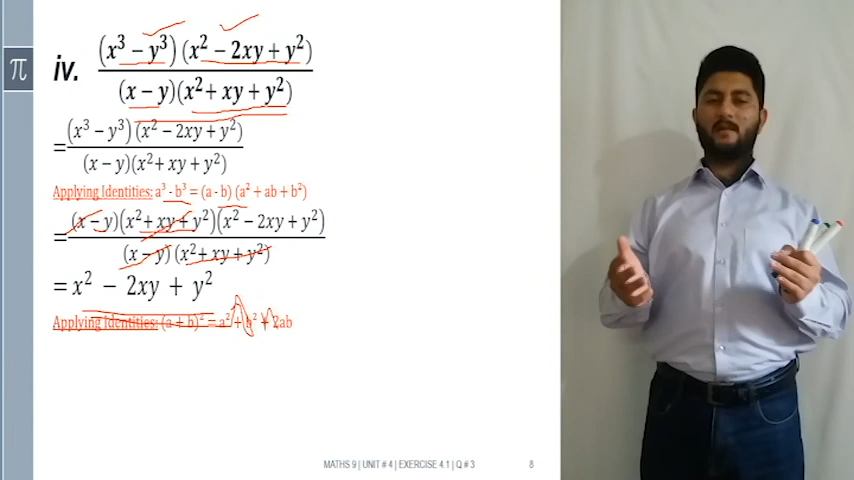 π
iv. (x³ − y³)(x² − 2xy + y²)
(x − y)(x² + xy + y²)
= (x³ − y³)(x² − 2xy + y²)
(x − y)(x² + xy + y²)
Applying Identities: a³ - b³ = (a - b) (a² + ab + b²)
= (x − y)(x² + xy + y²)(x² − 2xy + y²)
(x − y)(x² + xy + y²)
= x² − 2xy + y²
Applying Identities: (a + b)² = a² + b² + 2ab
MATHS 9 | UNIT # 4 | EXERCISE 4.1 | Q # 3
8